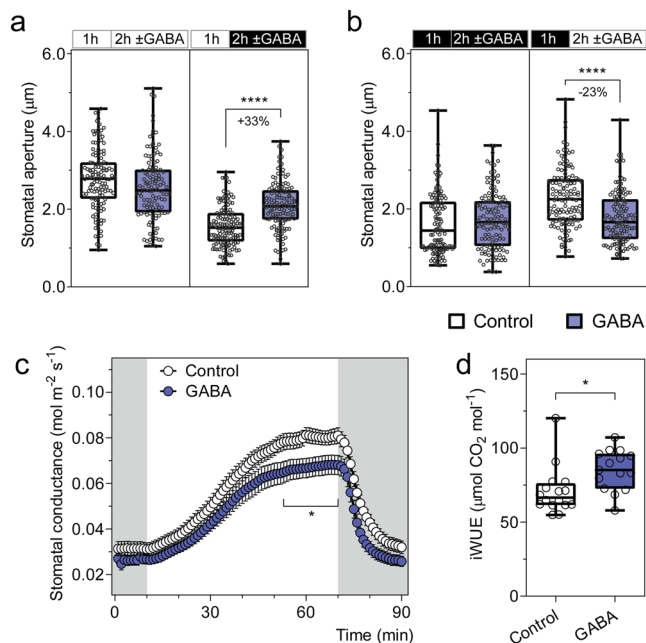 a
1h 2h ±GABA 1h 2h ±GABA
Stomatal aperture (μm)
6.0
4.0
2.0
0.0
****
+33%
b
1h 2h ±GABA 1h 2h ±GABA
Stomatal aperture (μm)
6.0
4.0
2.0
0.0
****
-23%
Control GABA
c
Control
GABA
Stomatal conductance (mol m⁻² s⁻¹)
0.10
0.08
0.06
0.04
0.02
*
0 30 60 90
Time (min)
d
*
iWUE (μmol CO₂ mol⁻¹)
150
100
50
0
Control GABA